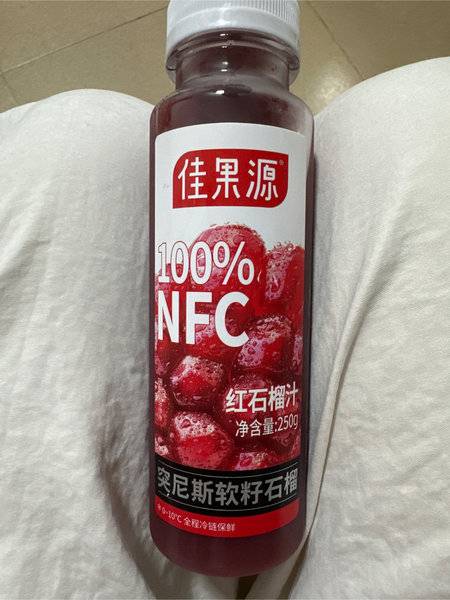 佳果源®
100%
NFC
红石榴汁
净含量:250g
突尼斯软籽石榴
0-10℃ 全程冷链保鲜